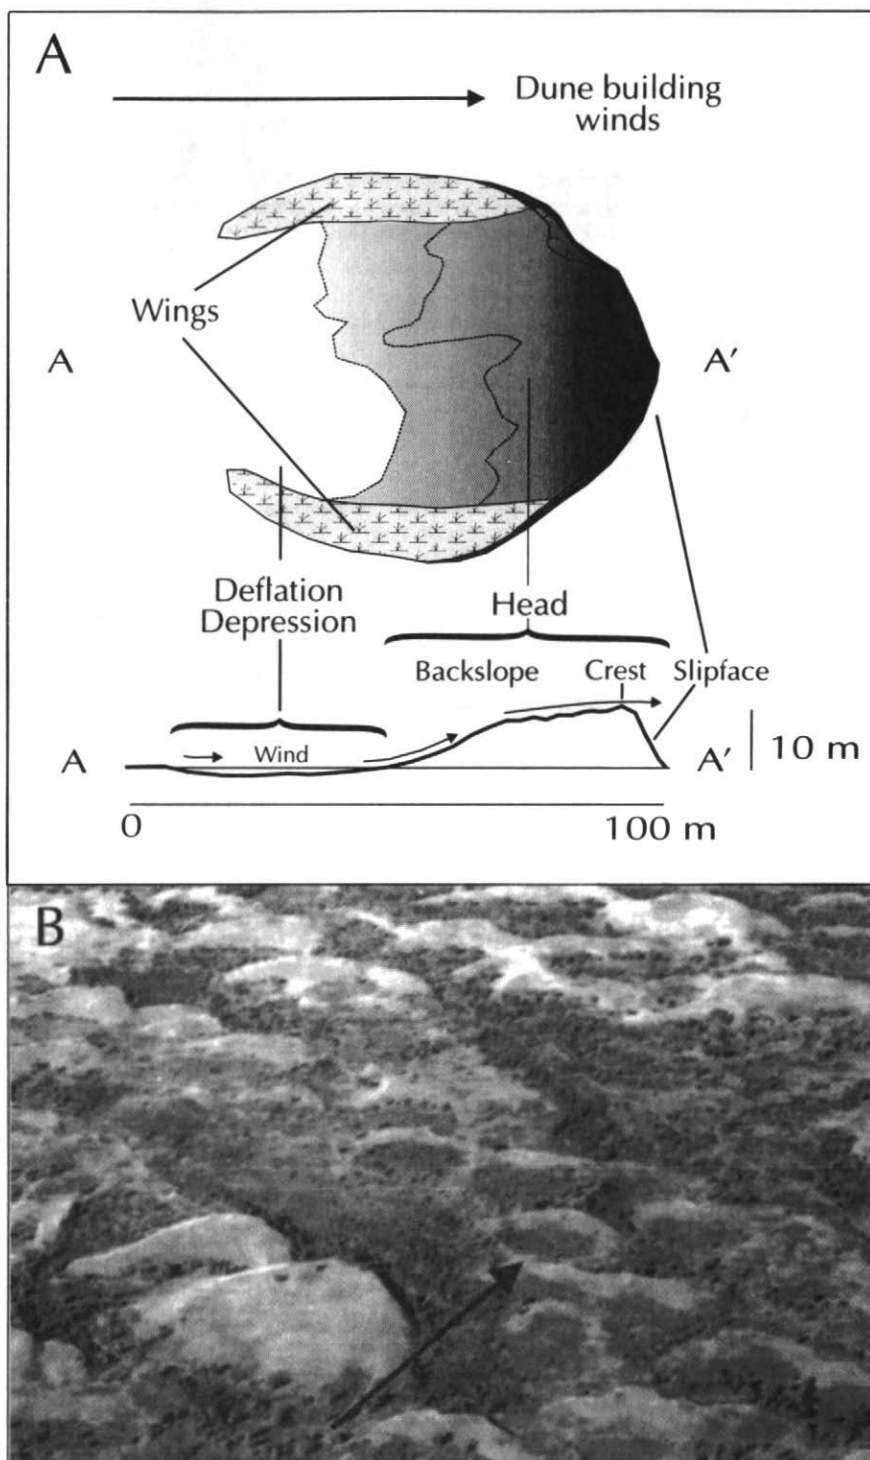 A
Dune building
winds
Wings
A
A′
Deflation
Depression
Head
Backslope
Crest
Slipface
Wind
A
A′
10 m
0
100 m
B